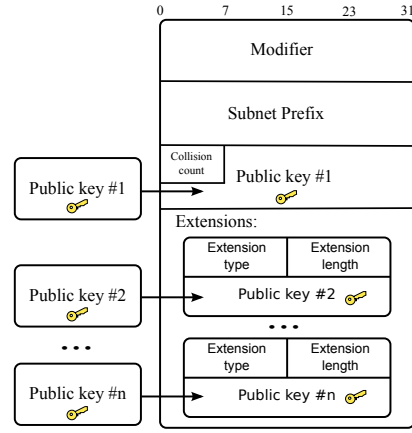 0 7 15 23 31
Modifier
Subnet Prefix
Collision
count
Public key #1
Public key #1
Extensions:
Extension
type
Extension
length
Public key #2
Public key #2
...
...
Extension
type
Extension
length
Public key #n
Public key #n